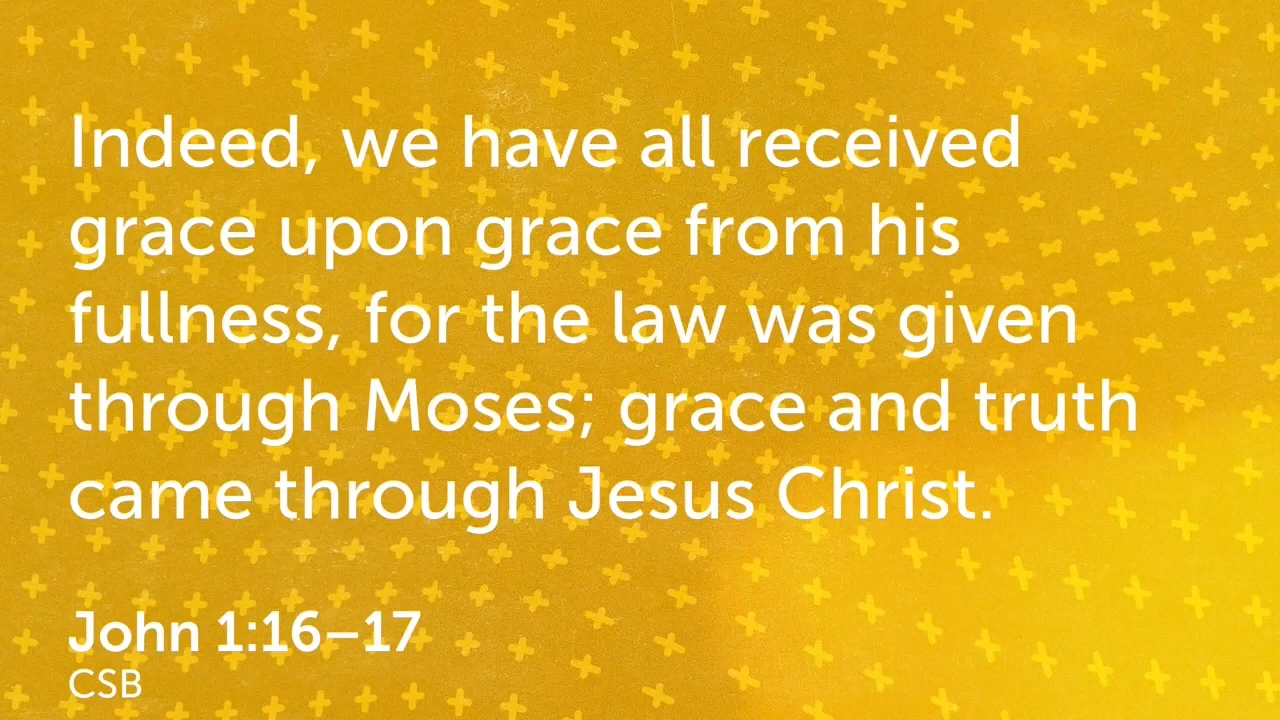 Indeed, we have all received
grace upon grace from his
fullness, for the law was given
through Moses; grace and truth
came through Jesus Christ.
John 1:16–17
CSB